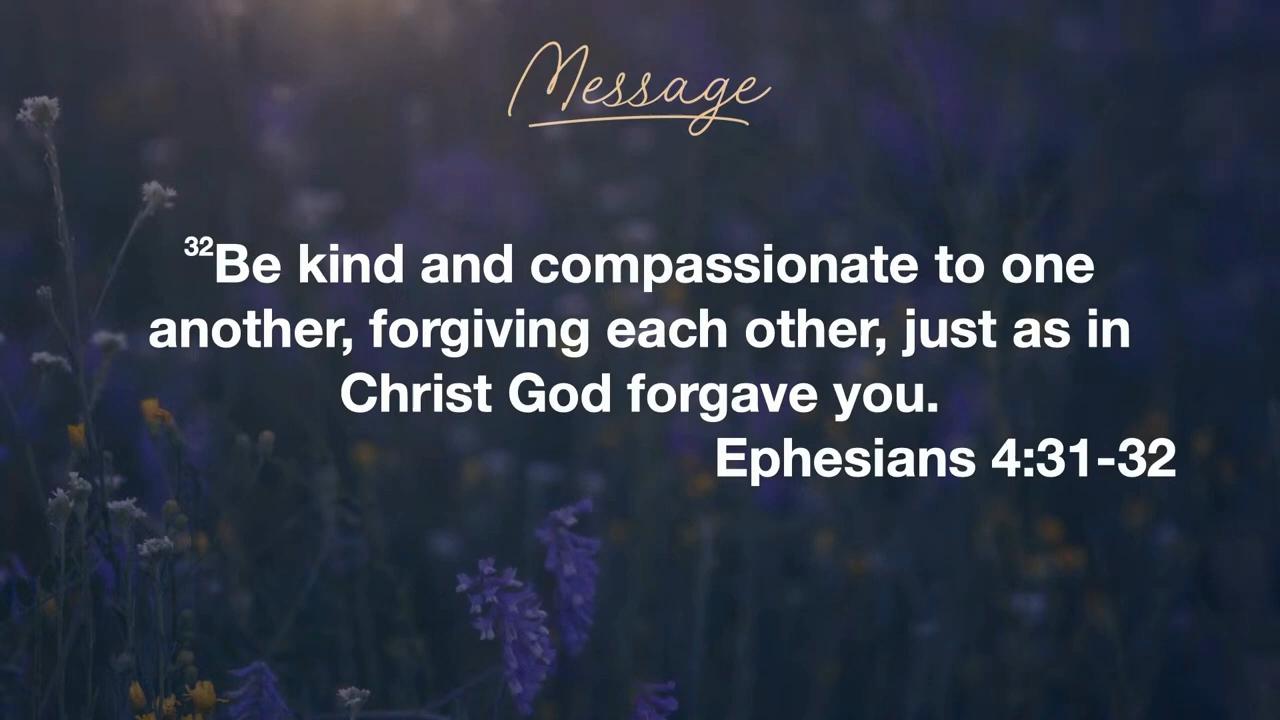 Message
32Be kind and compassionate to one
another, forgiving each other, just as in
Christ God forgave you.
Ephesians 4:31-32